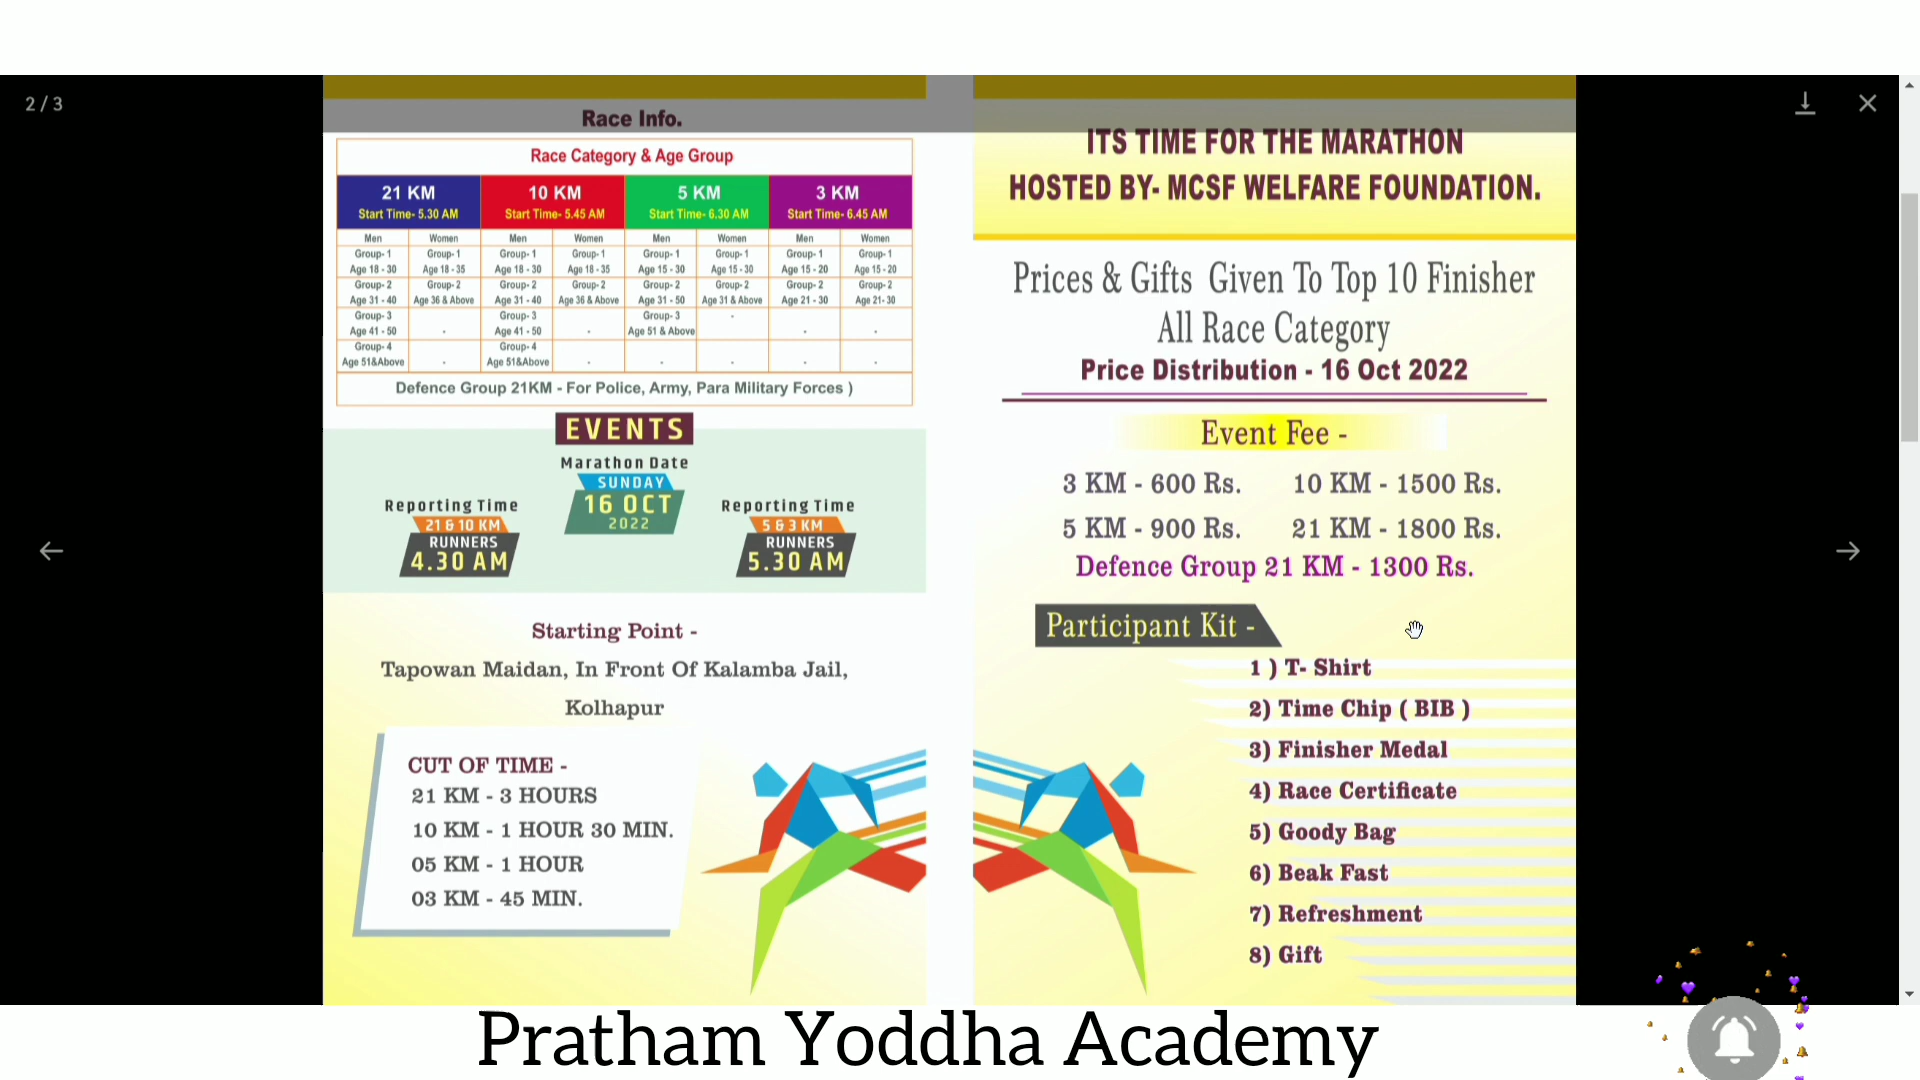 2 / 3
Race Info.
Race Category & Age Group
21 KM 10 KM 5 KM 3 KM
Start Time- 5.30 AM Start Time- 5.45 AM Start Time- 6.30 AM Start Time- 6.45 AM
Men Women Men Women Men Women Men Women
Group- 1 Group- 1 Group- 1 Group- 1 Group- 1 Group- 1 Group- 1 Group- 1
Age 18 - 30 Age 18 - 35 Age 18 - 30 Age 18 - 35 Age 15 - 30 Age 15 - 30 Age 15 - 20 Age 15 - 20
Group- 2 Group- 2 Group- 2 Group- 2 Group- 2 Group- 2 Group- 2 Group- 2
Age 31 - 40 Age 36 & Above Age 31 - 40 Age 36 & Above Age 31 - 50 Age 31 & Above Age 21 - 30 Age 21- 30
Group- 3 Group- 3 Group- 3 -
Age 41 - 50 - Age 41 - 50 - Age 51 & Above - -
Group- 4 Group- 4
Age 51&Above - Age 51&Above - - - - -
Defence Group 21KM - For Police, Army, Para Military Forces )
EVENTS
Marathon Date
SUNDAY
16 OCT
2022
Reporting Time
21 & 10 KM
RUNNERS
4.30 AM
Reporting Time
5 & 3 KM
RUNNERS
5.30 AM
Starting Point -
Tapowan Maidan, In Front Of Kalamba Jail,
Kolhapur
CUT OF TIME -
21 KM - 3 HOURS
10 KM - 1 HOUR 30 MIN.
05 KM - 1 HOUR
03 KM - 45 MIN.
ITS TIME FOR THE MARATHON
HOSTED BY- MCSF WELFARE FOUNDATION.
Prices & Gifts Given To Top 10 Finisher
All Race Category
Price Distribution - 16 Oct 2022
Event Fee -
3 KM - 600 Rs. 10 KM - 1500 Rs.
5 KM - 900 Rs. 21 KM - 1800 Rs.
Defence Group 21 KM - 1300 Rs.
Participant Kit -
1 ) T- Shirt
2) Time Chip ( BIB )
3) Finisher Medal
4) Race Certificate
5) Goody Bag
6) Beak Fast
7) Refreshment
8) Gift
Pratham Yoddha Academy